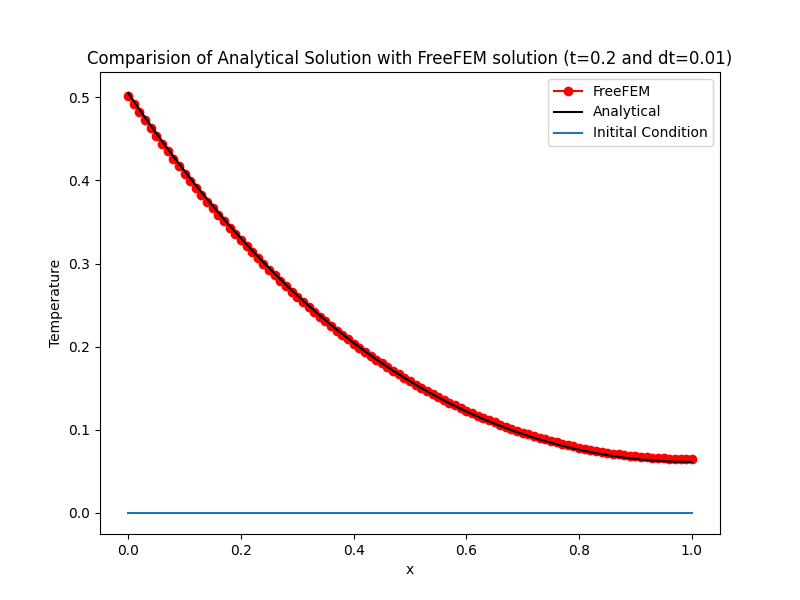 Comparision of Analytical Solution with FreeFEM solution (t=0.2 and dt=0.01)
FreeFEM
Analytical
Initital Condition
Temperature
0.5
0.4
0.3
0.2
0.1
0.0
0.0 0.2 0.4 0.6 0.8 1.0
x